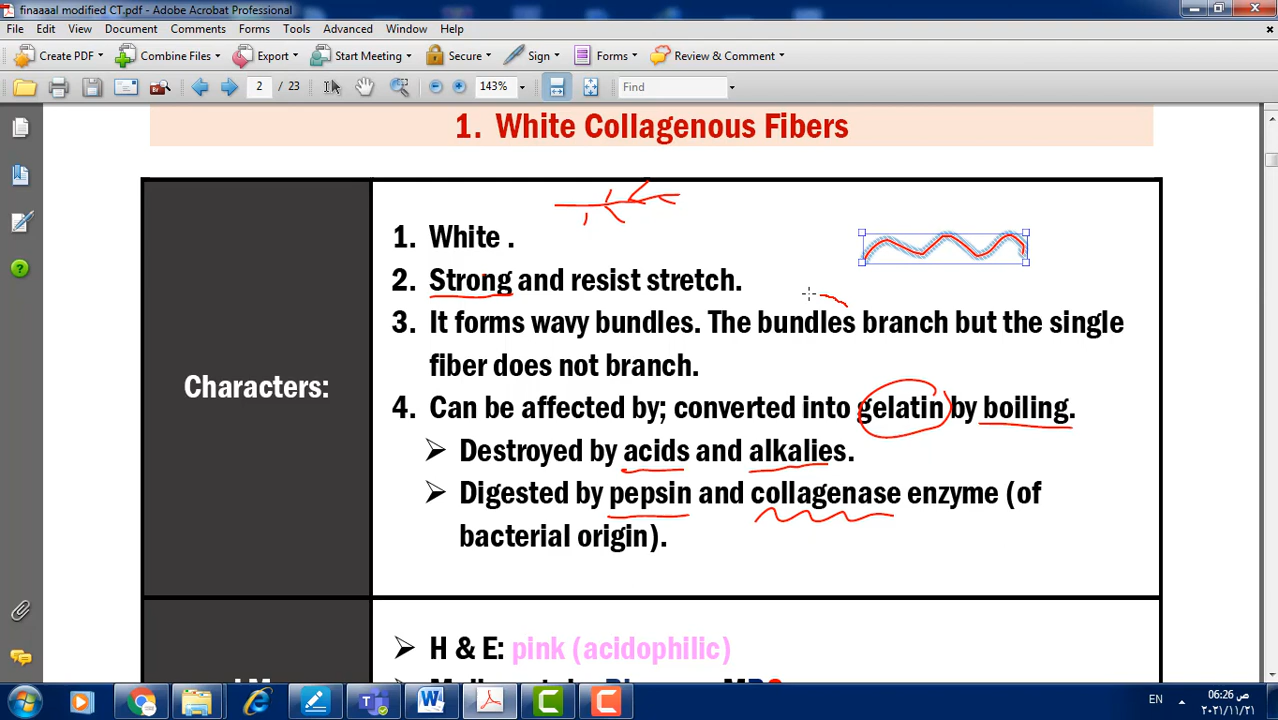 finaaaal modified CT.pdf - Adobe Acrobat Professional
File Edit View Document Comments Forms Tools Advanced Window Help
Create PDF Combine Files Export Start Meeting Secure Sign Forms Review & Comment
2 / 23 143% Find
1. White Collagenous Fibers
Characters:
1. White .
2. Strong and resist stretch.
3. It forms wavy bundles. The bundles branch but the single
fiber does not branch.
4. Can be affected by; converted into gelatin by boiling.
➢ Destroyed by acids and alkalies.
➢ Digested by pepsin and collagenase enzyme (of
bacterial origin).
➢ H & E: pink (acidophilic)
EN
06:26 ص
٢٠٢١/١١/٢١